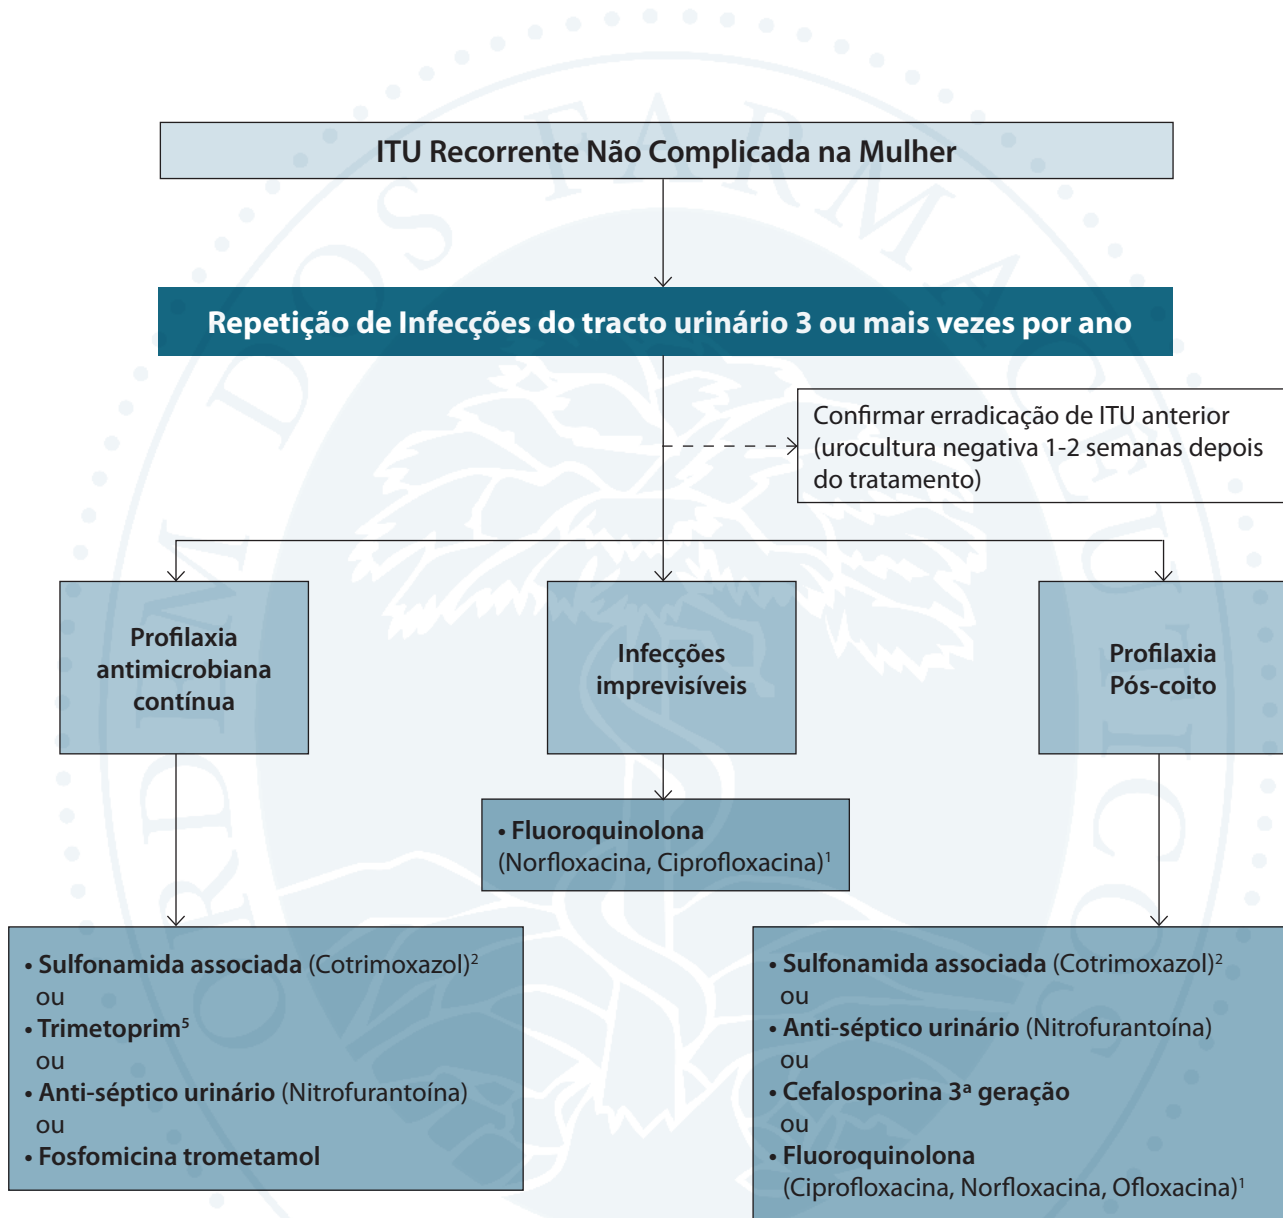 ITU Recorrente Não Complicada na Mulher
Repetição de Infecções do tracto urinário 3 ou mais vezes por ano
Confirmar erradicação de ITU anterior
(urocultura negativa 1-2 semanas depois
do tratamento)
Profilaxia
antimicrobiana
contínua
Infecções
imprevisíveis
Profilaxia
Pós-coito
• Fluoroquinolona
(Norfloxacina, Ciprofloxacina)¹
• Sulfonamida associada (Cotrimoxazol)²
ou
• Trimetoprim⁵
ou
• Anti-séptico urinário (Nitrofurantoína)
ou
• Fosfomicina trometamol
• Sulfonamida associada (Cotrimoxazol)²
ou
• Anti-séptico urinário (Nitrofurantoína)
ou
• Cefalosporina 3ª geração
ou
• Fluoroquinolona
(Ciprofloxacina, Norfloxacina, Ofloxacina)¹
ORDEM DOS FARMACÊUTICOS